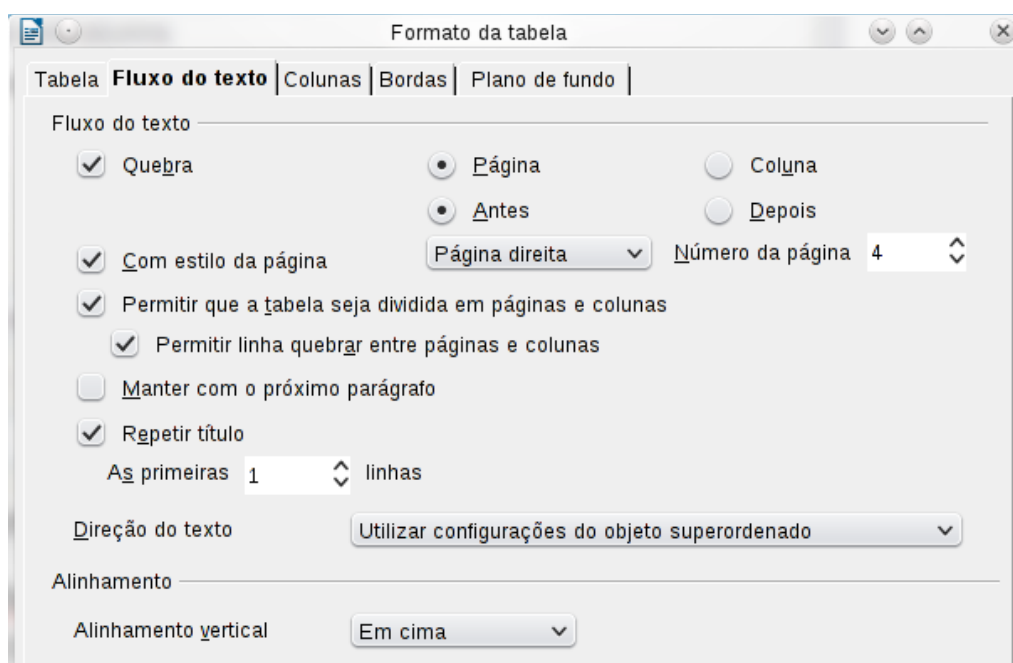 Formato da tabela
Tabela Fluxo do texto Colunas Bordas Plano de fundo
Fluxo do texto
Quebra Página Coluna
Antes Depois
Com estilo da página Página direita Número da página 4
Permitir que a tabela seja dividida em páginas e colunas
Permitir linha quebrar entre páginas e colunas
Manter com o próximo parágrafo
Repetir título
As primeiras 1 linhas
Direção do texto Utilizar configurações do objeto superordenado
Alinhamento
Alinhamento vertical Em cima